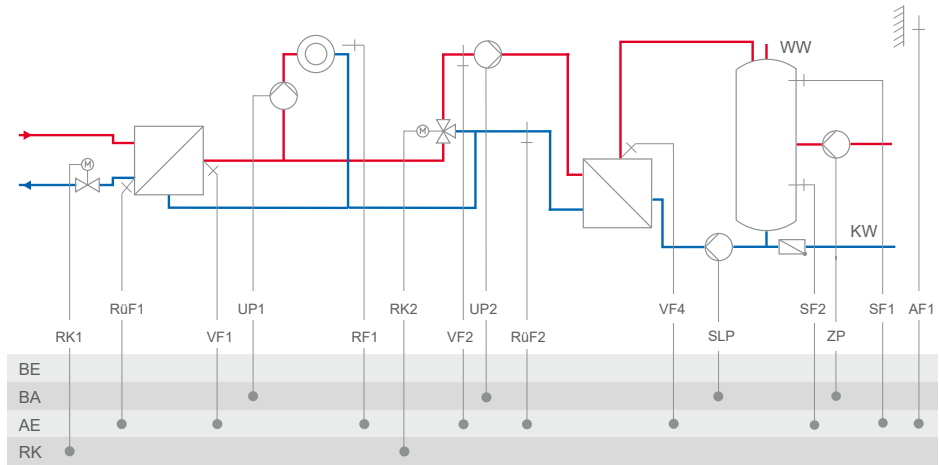 WW
M
M
KW
RüF1 UP1 RK2 UP2 VF4 SF2 SF1 AF1
RK1 VF1 RF1 VF2 RüF2 SLP ZP
BE
BA
AE
RK